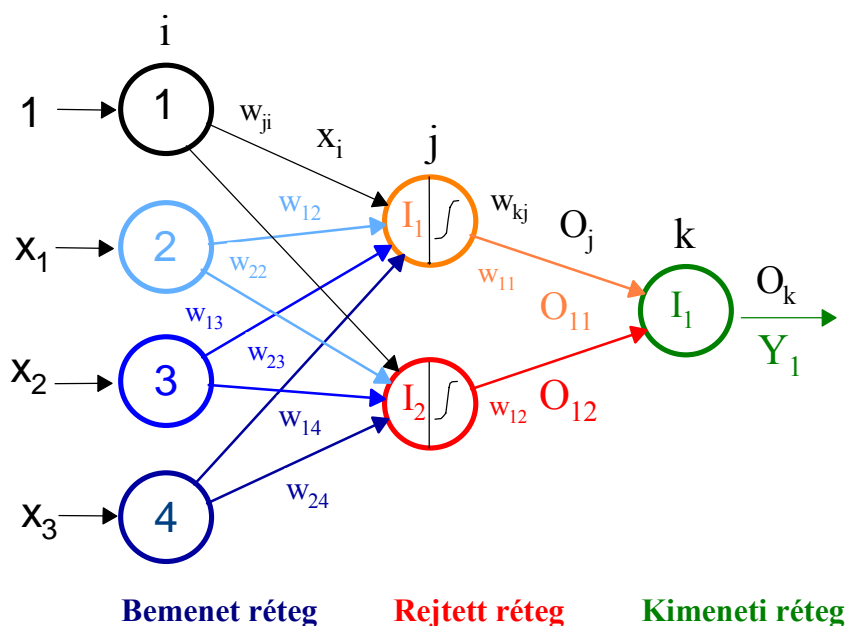 i
1
1
w_ji
x_i
j
x_1
2
w_12
w_22
I_1
w_kj
O_j
k
w_11
O_11
I_1
O_k
Y_1
x_2
3
w_13
w_23
I_2
w_12
O_12
w_14
x_3
4
w_24
Bemenet réteg
Rejtett réteg
Kimeneti réteg